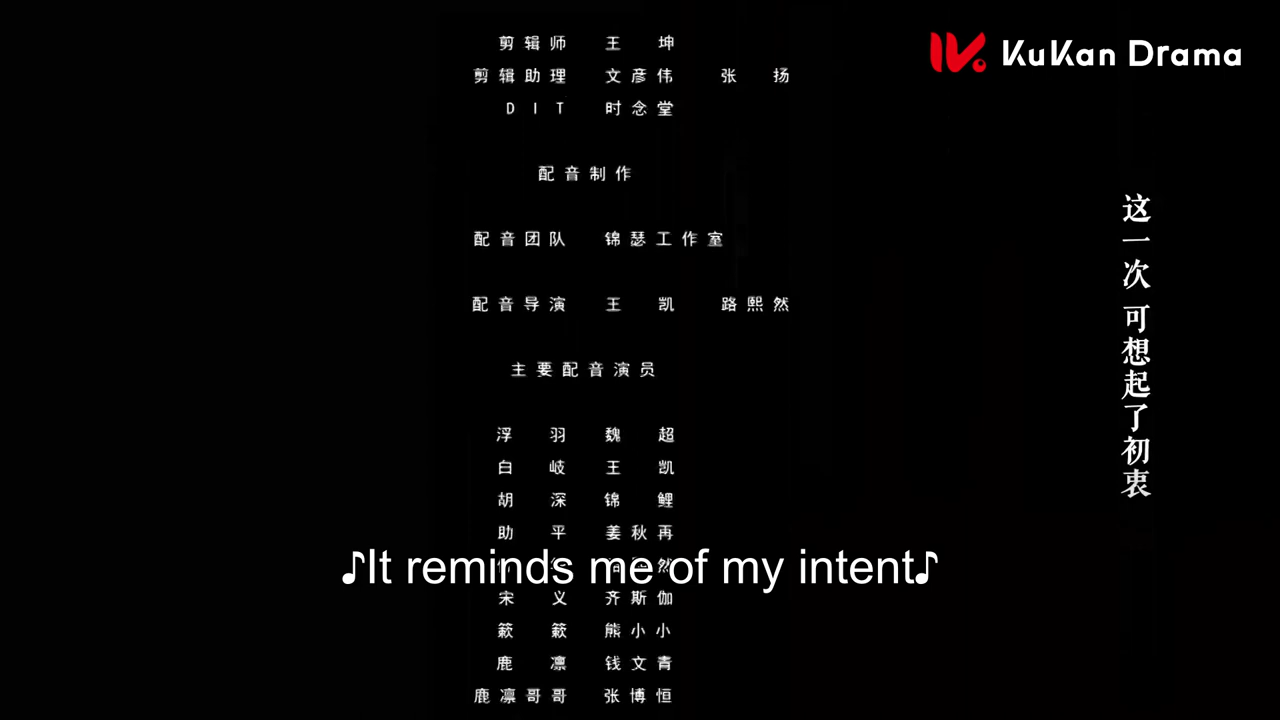 KuKan Drama
剪辑师 王坤
剪辑助理 文彦伟 张扬
DIT 时念堂
配音制作
配音团队 锦瑟工作室
配音导演 王凯 路熙然
主要配音演员
浮羽 魏超
白岐 王凯
胡深 锦鲤
助平 姜秋再
♪It reminds me of my intent♪
宋义 齐斯伽
簌簌 熊小小
鹿凛 钱文青
鹿凛哥哥 张博恒
这一次 可想起了初衷